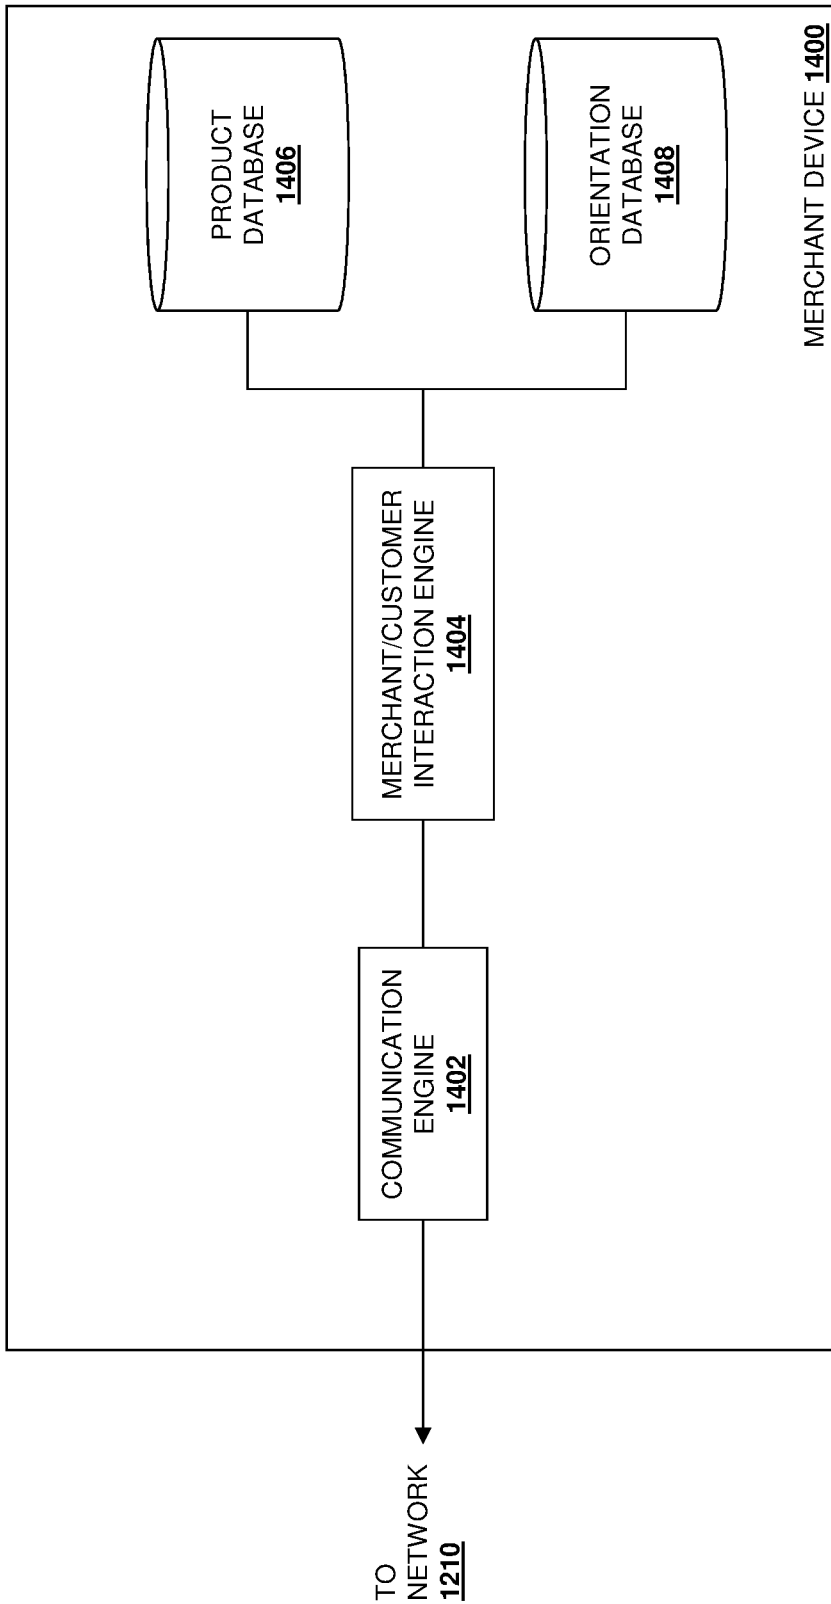 TO
NETWORK
1210
COMMUNICATION
ENGINE
1402
MERCHANT/CUSTOMER
INTERACTION ENGINE
1404
PRODUCT
DATABASE
1406
ORIENTATION
DATABASE
1408
MERCHANT DEVICE 1400